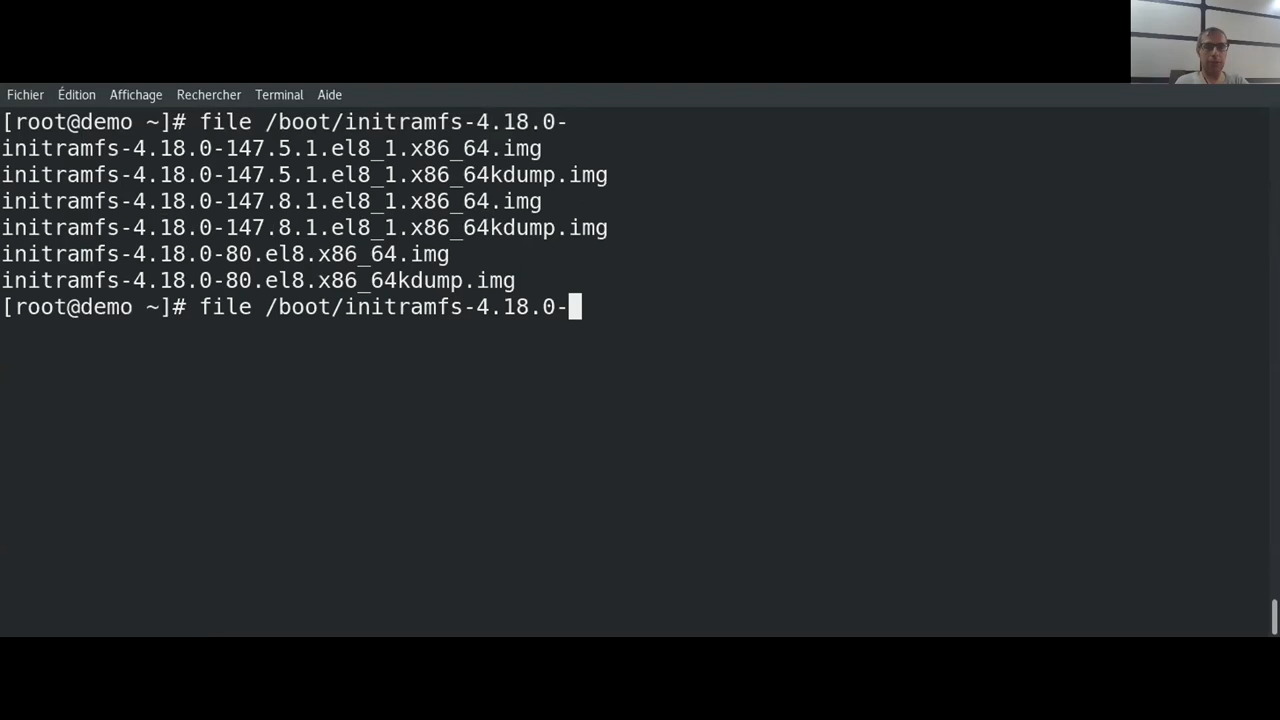 Fichier Édition Affichage Rechercher Terminal Aide
[root@demo ~]# file /boot/initramfs-4.18.0-
initramfs-4.18.0-147.5.1.el8_1.x86_64.img
initramfs-4.18.0-147.5.1.el8_1.x86_64kdump.img
initramfs-4.18.0-147.8.1.el8_1.x86_64.img
initramfs-4.18.0-147.8.1.el8_1.x86_64kdump.img
initramfs-4.18.0-80.el8.x86_64.img
initramfs-4.18.0-80.el8.x86_64kdump.img
[root@demo ~]# file /boot/initramfs-4.18.0-